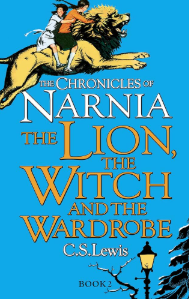 THE CHRONICLES OF
NARNIA
THE LION,
THE
WITCH
AND THE
WARDROBE
C.S. Lewis
BOOK 2